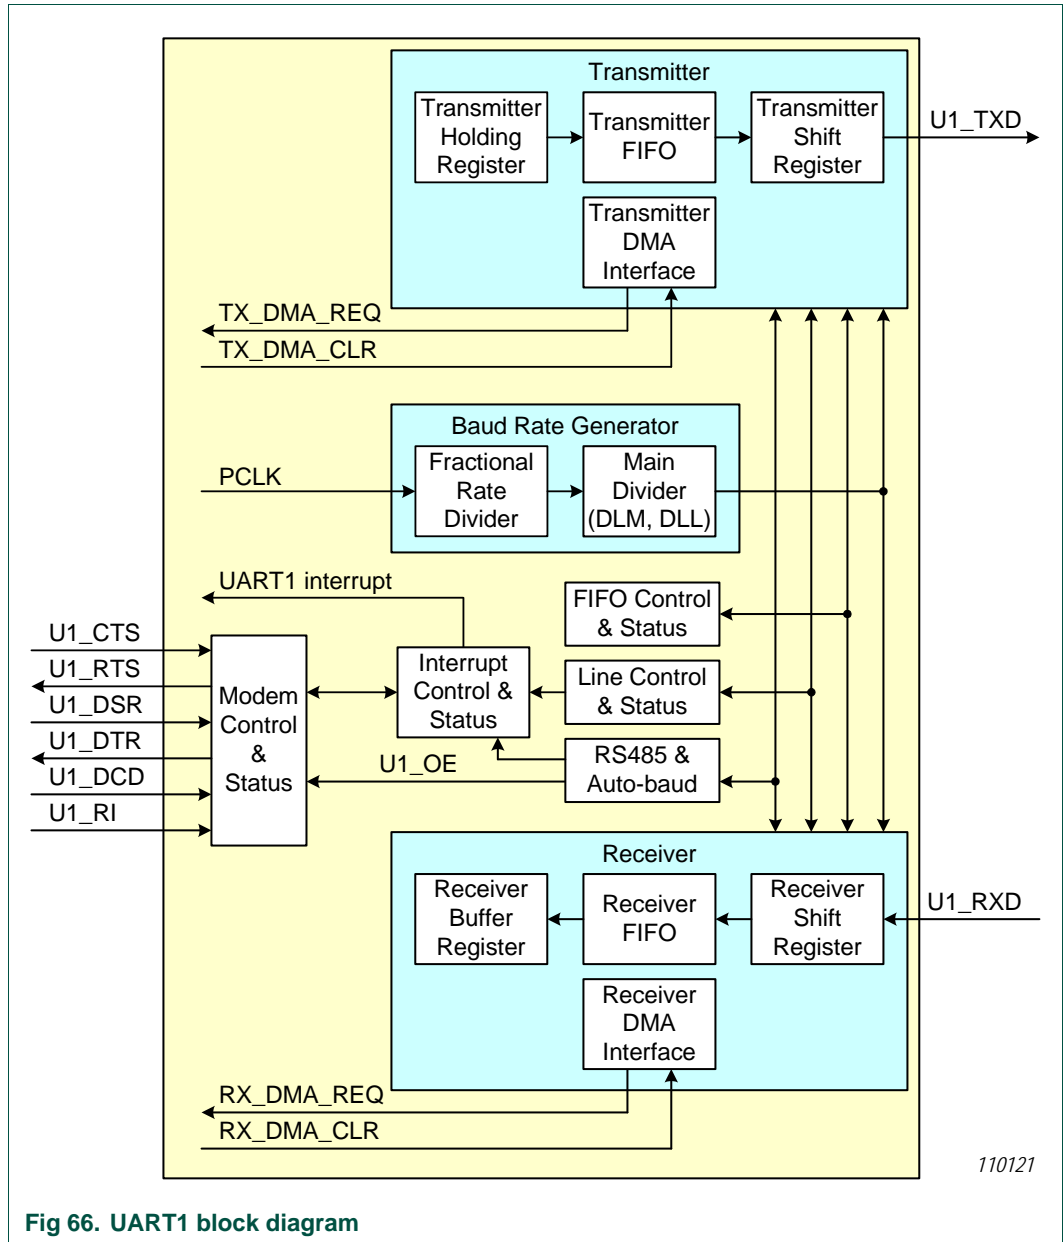 Transmitter
Transmitter
Holding
Register
Transmitter
FIFO
Transmitter
Shift
Register
U1_TXD
Transmitter
DMA
Interface
TX_DMA_REQ
TX_DMA_CLR
Baud Rate Generator
PCLK
Fractional
Rate
Divider
Main
Divider
(DLM, DLL)
UART1 interrupt
FIFO Control
& Status
U1_CTS
U1_RTS
U1_DSR
U1_DTR
U1_DCD
U1_RI
Modem
Control
&
Status
Interrupt
Control &
Status
Line Control
& Status
U1_OE
RS485 &
Auto-baud
Receiver
Receiver
Buffer
Register
Receiver
FIFO
Receiver
Shift
Register
U1_RXD
Receiver
DMA
Interface
RX_DMA_REQ
RX_DMA_CLR
110121
Fig 66. UART1 block diagram